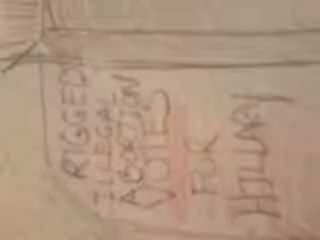 RIGGED
ILLEGAL
ABORTION
VOTES
FOR
HILLARY